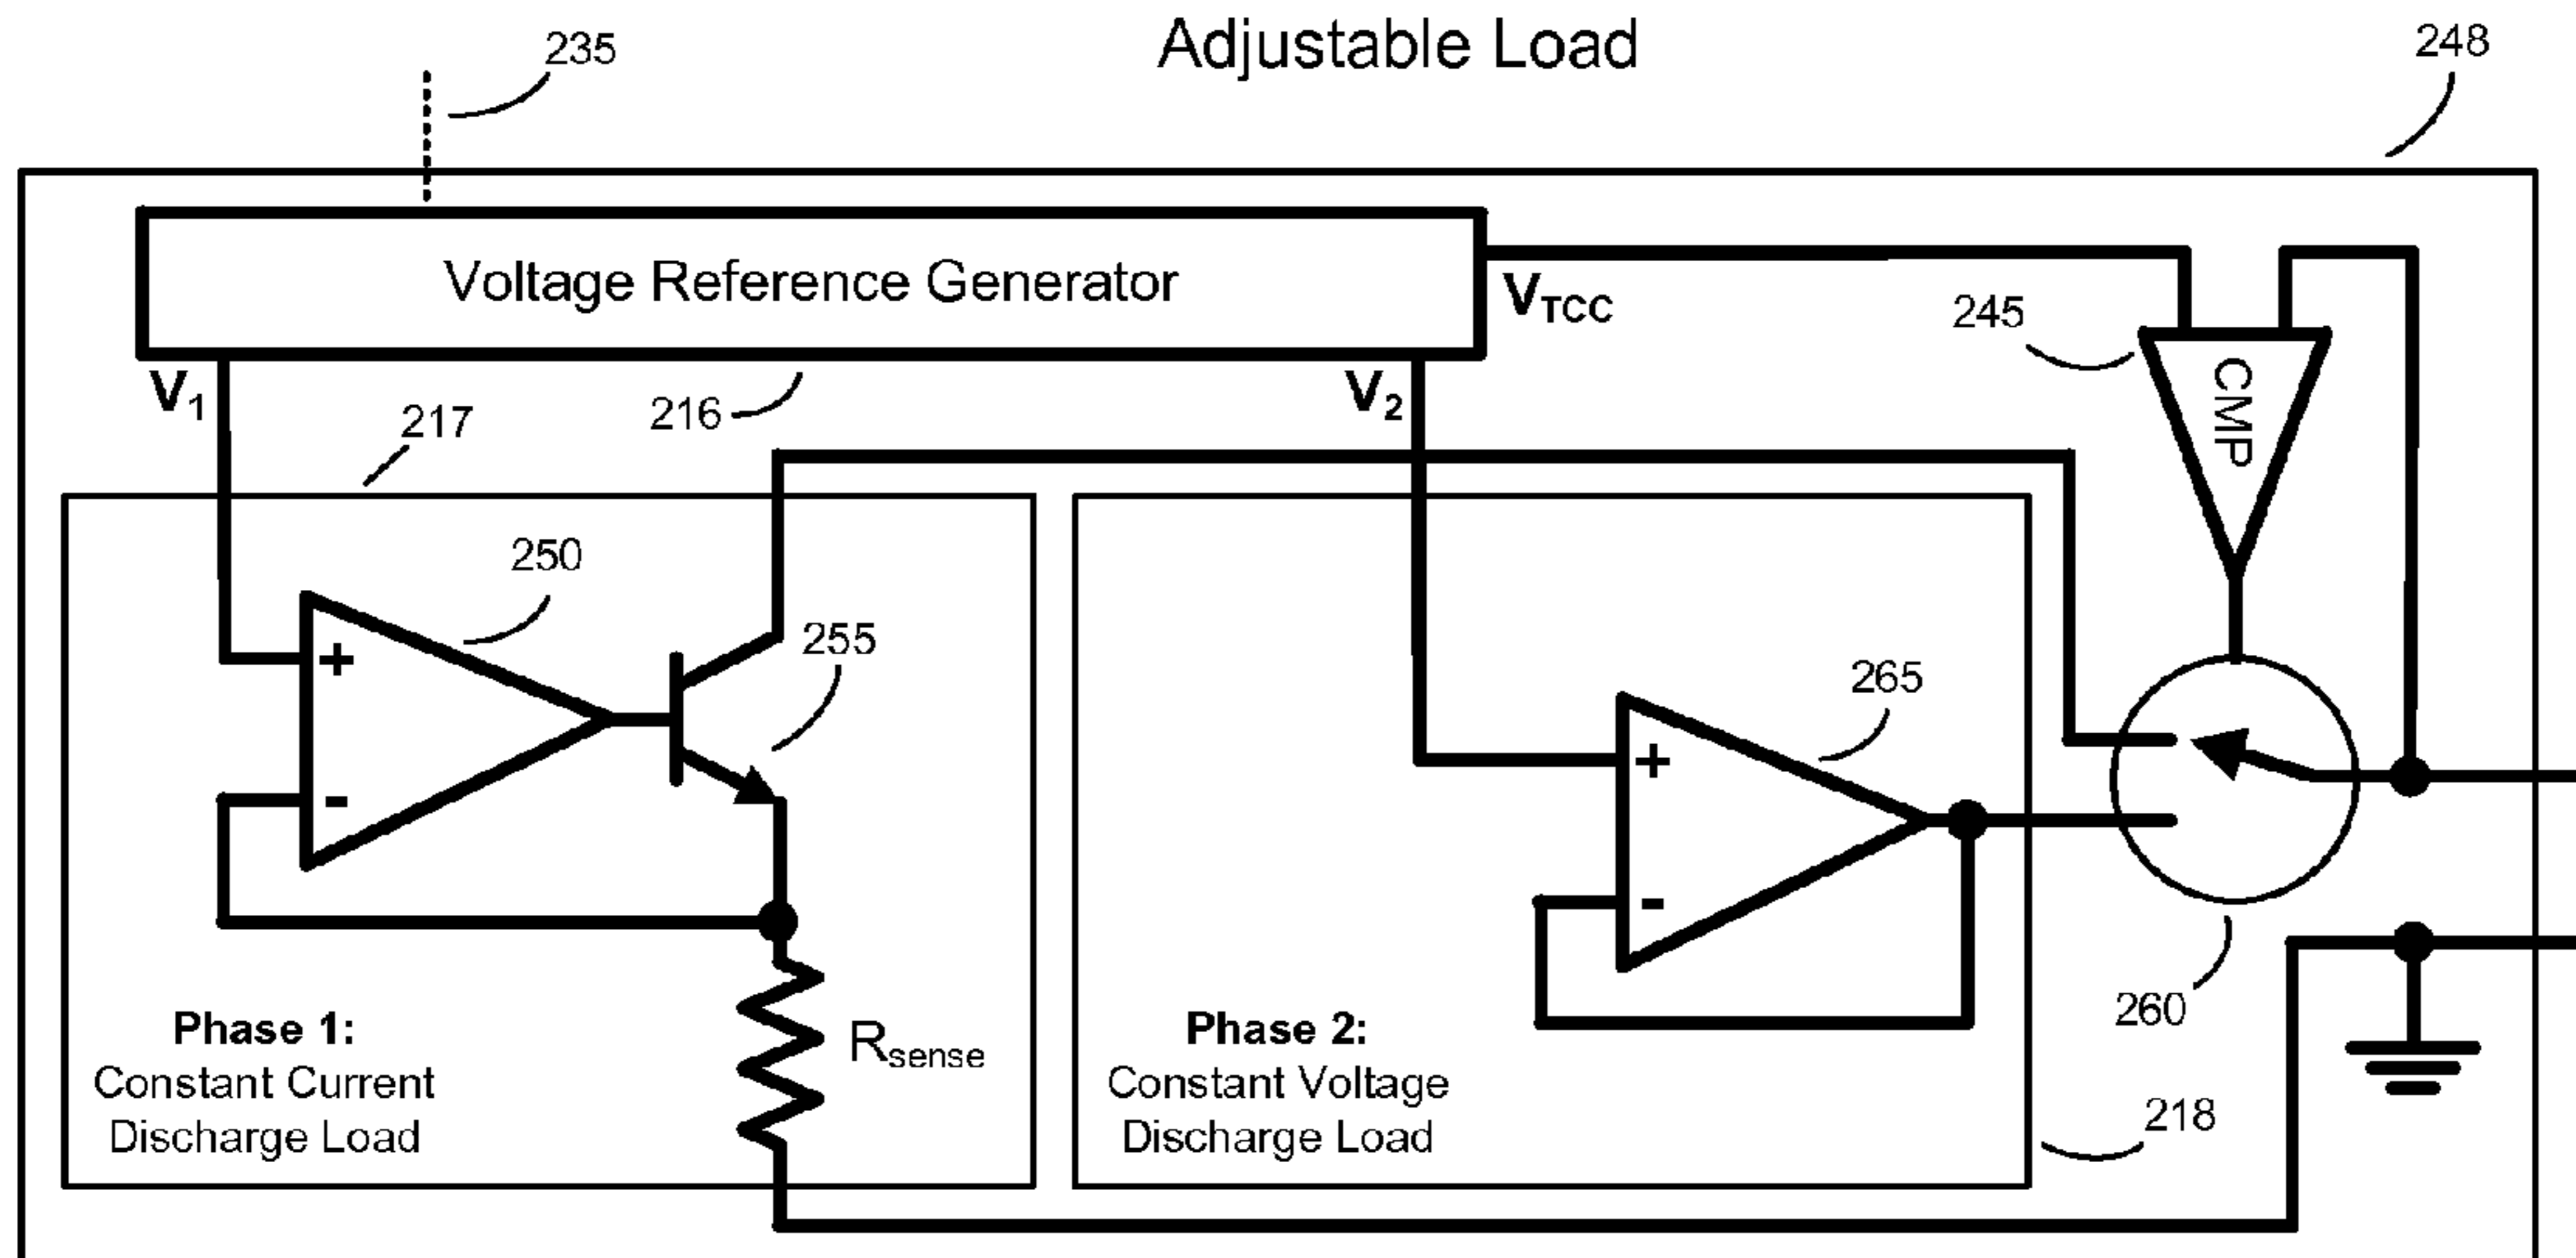 Adjustable Load
235
248
Voltage Reference Generator
VTCC
245
CMP
V1
216
V2
217
250
255
265
+
-
+
-
260
Rsense
Phase 1:
Constant Current
Discharge Load
Phase 2:
Constant Voltage
Discharge Load
218